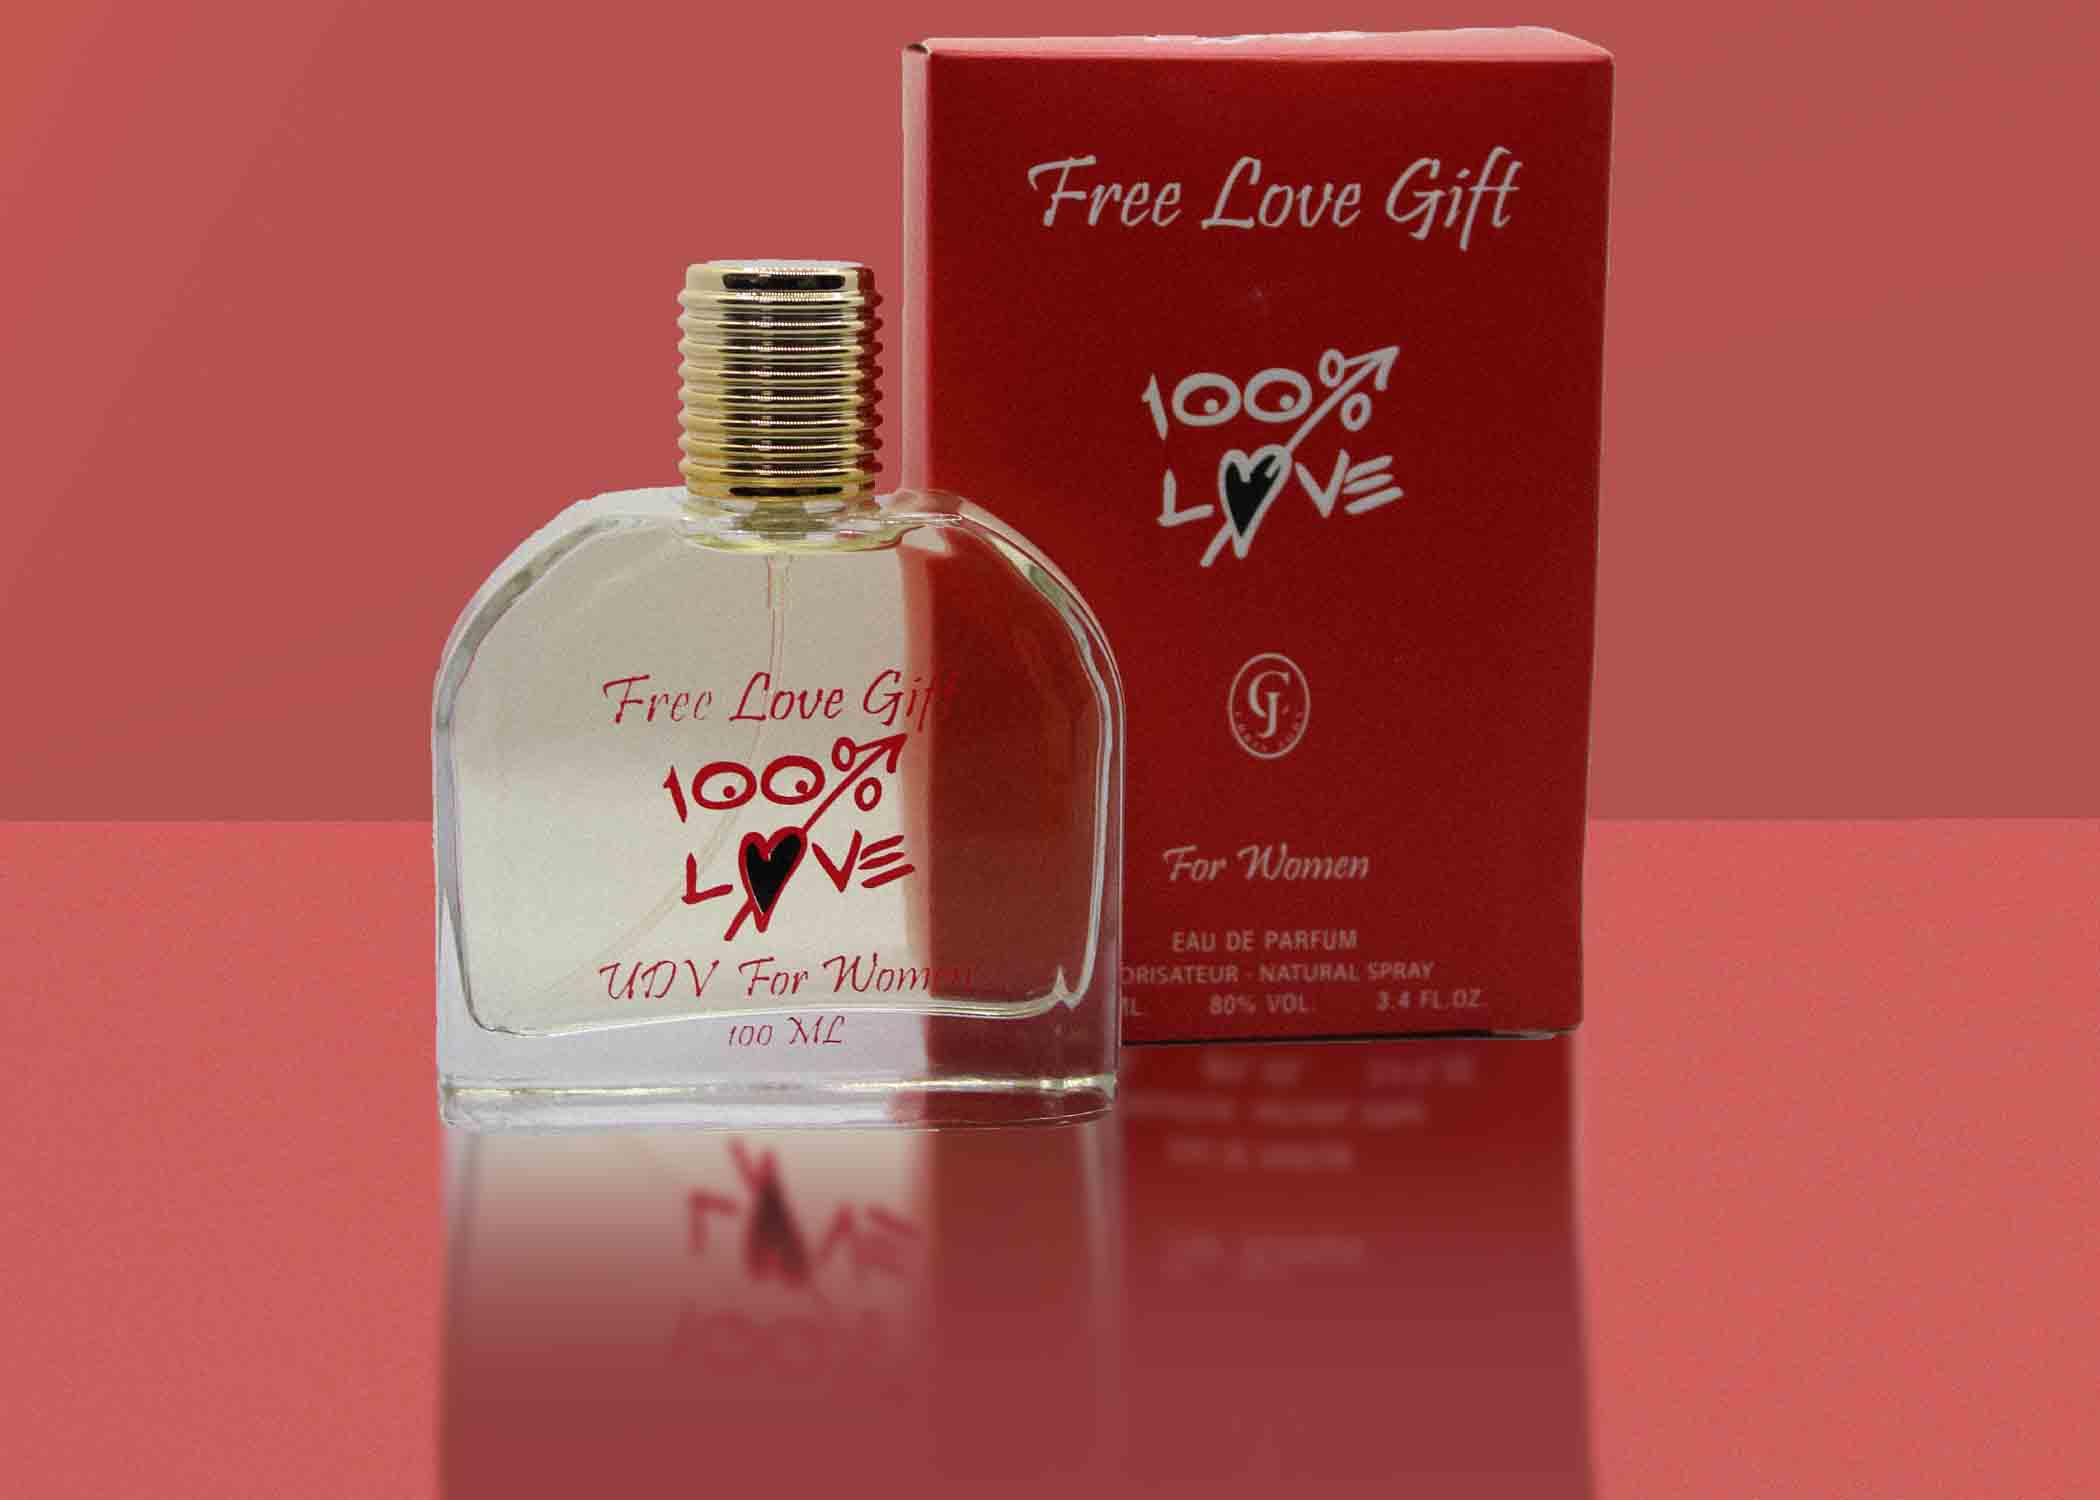 Free Love Gift
100%
LOVE
GJ
For Women
EAU DE PARFUM
NATURAL SPRAY
80% VOL. 3.4 FL.OZ.
Free Love Gift
100%
LOVE
UDV For Women
100 ML